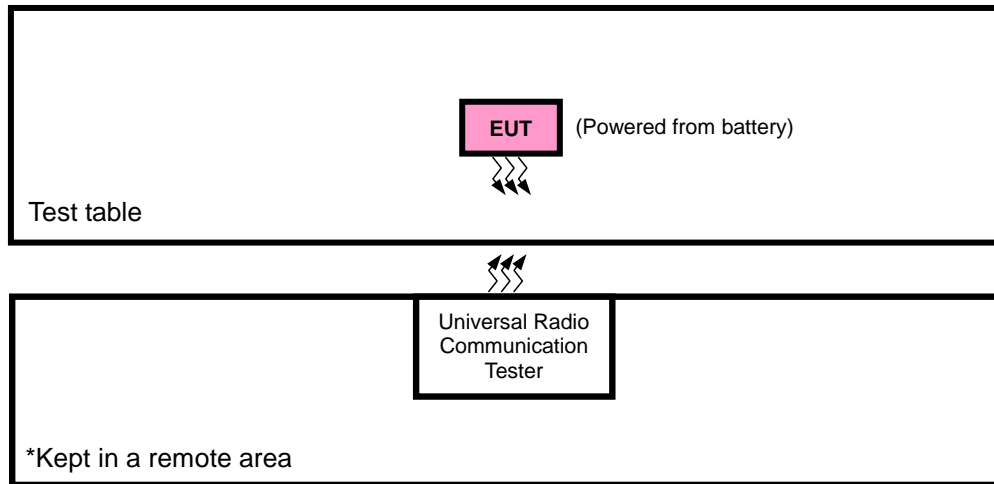 EUT
(Powered from battery)
Test table
Universal Radio
Communication
Tester
*Kept in a remote area